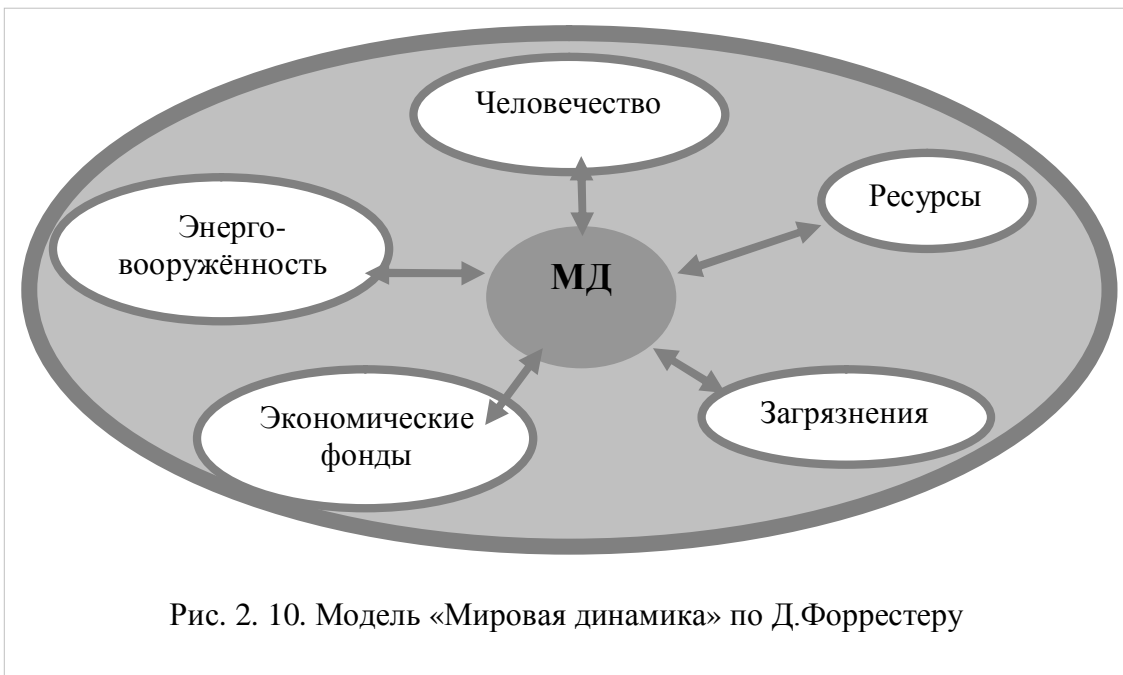 Человечество
Ресурсы
Энерго-
вооружённость
МД
Экономические
фонды
Загрязнения
Рис. 2. 10. Модель «Мировая динамика» по Д.Форрестеру